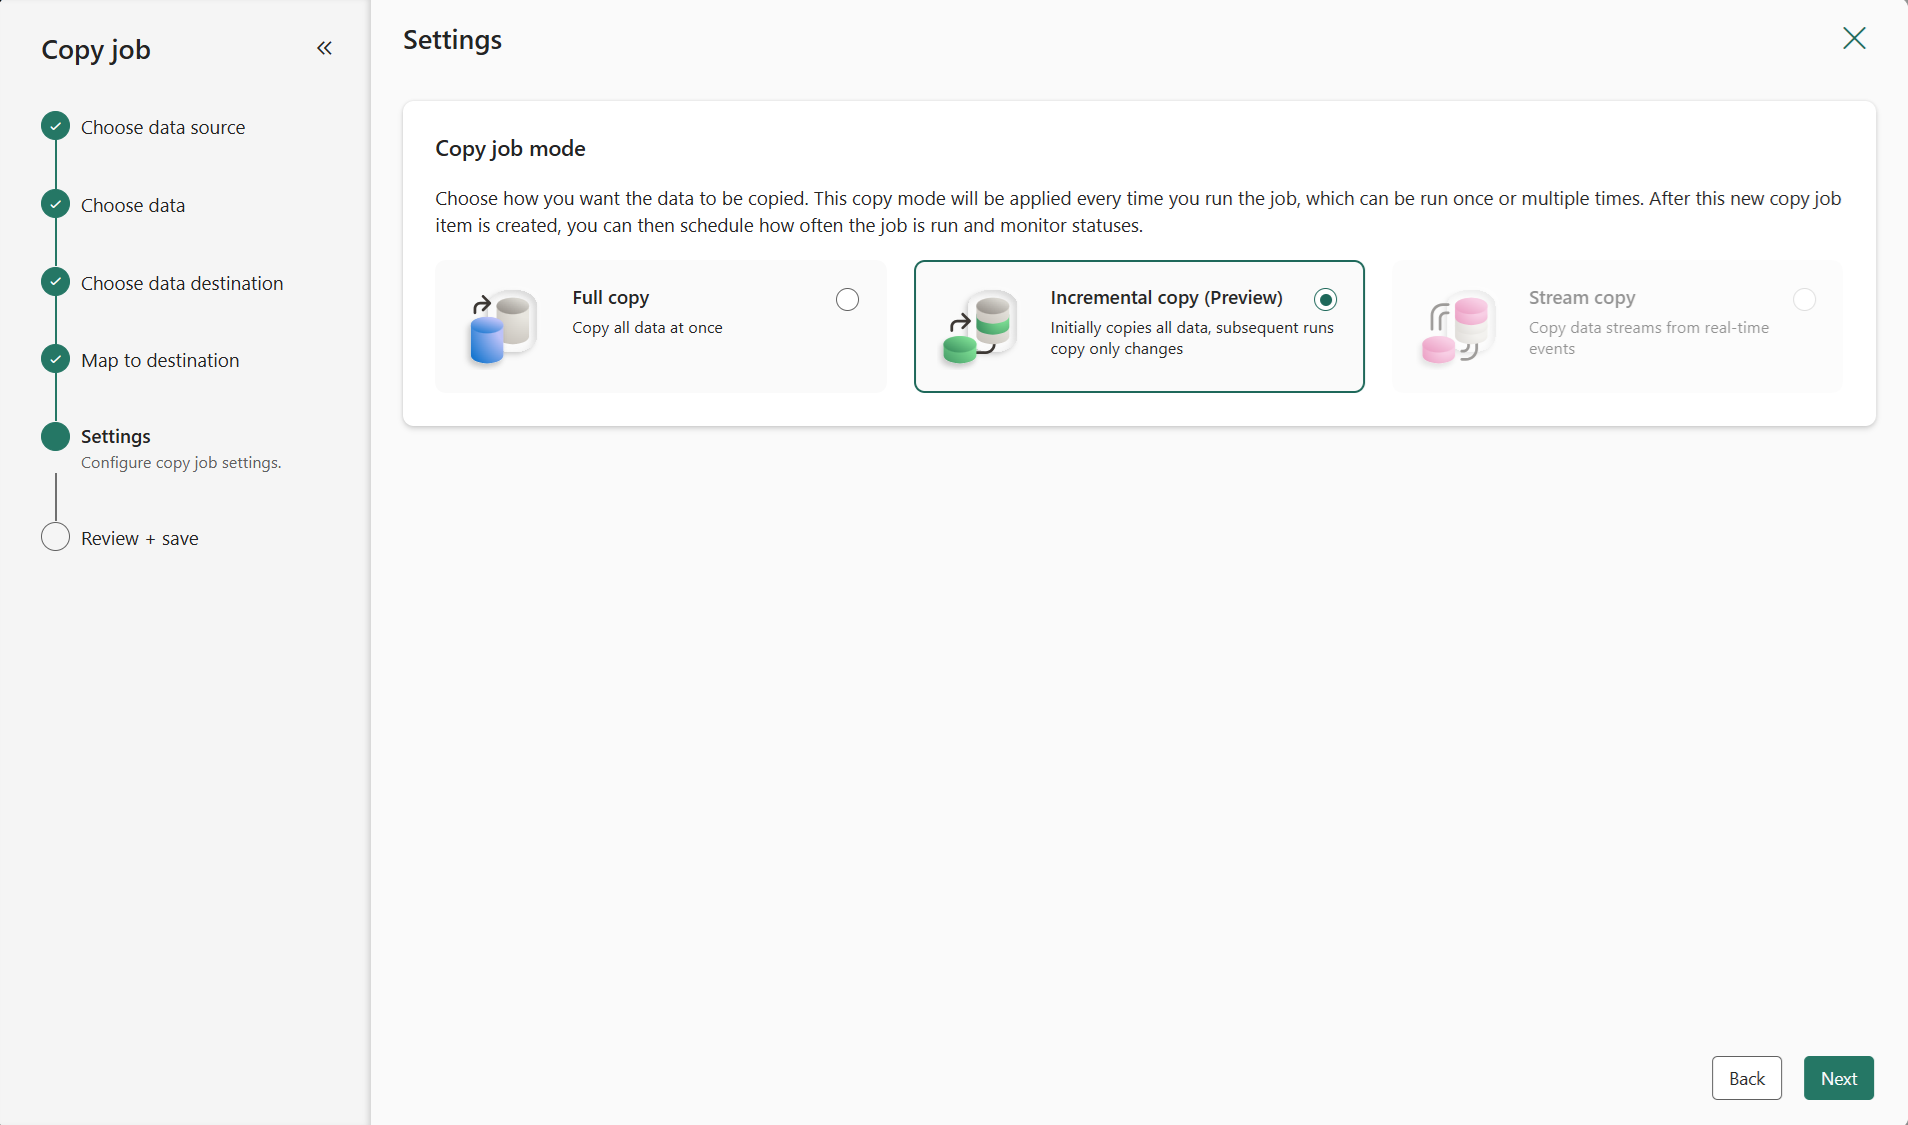 Copy job
Choose data source
Choose data
Choose data destination
Map to destination
Settings
Configure copy job settings.
Review + save
Settings
Copy job mode
Choose how you want the data to be copied. This copy mode will be applied every time you run the job, which can be run once or multiple times. After this new copy job
item is created, you can then schedule how often the job is run and monitor statuses.
Full copy
Copy all data at once
Incremental copy (Preview)
Initially copies all data, subsequent runs
copy only changes
Stream copy
Copy data streams from real-time
events
Back
Next